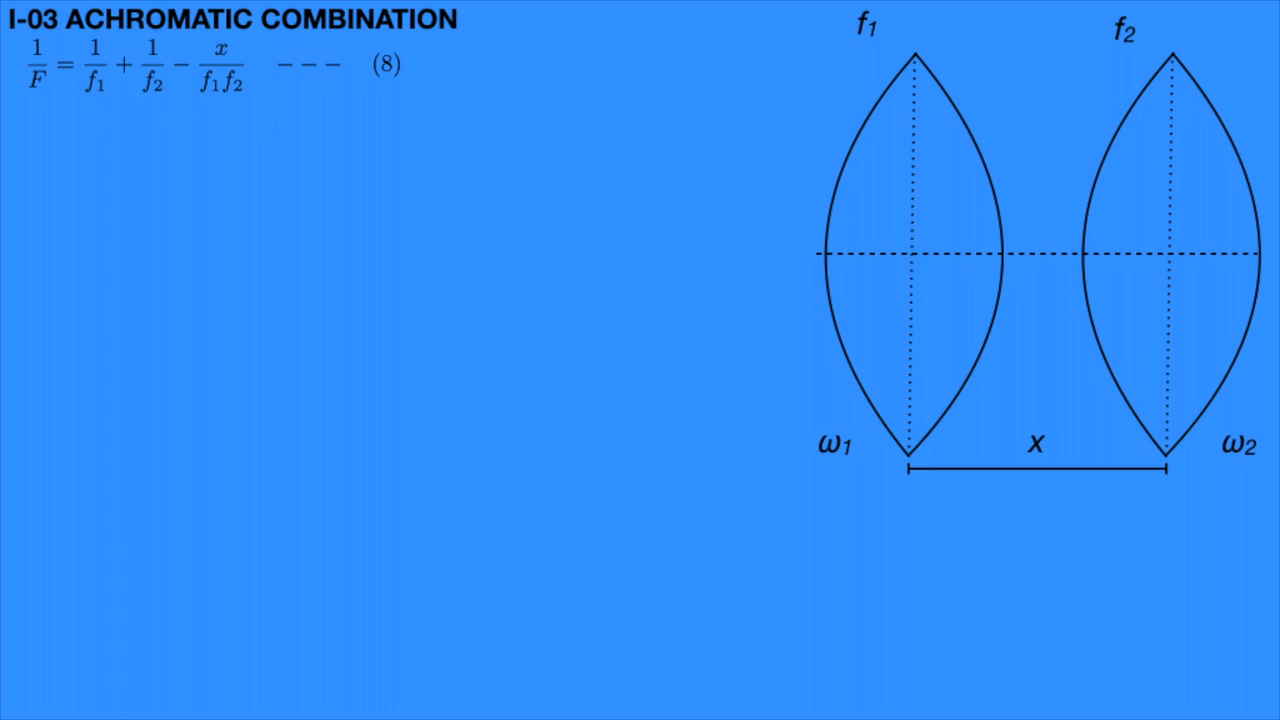 I-03 ACHROMATIC COMBINATION
1/F = 1/f₁ + 1/f₂ − x/f₁f₂ − − − (8)
f₁ f₂
ω₁ x ω₂